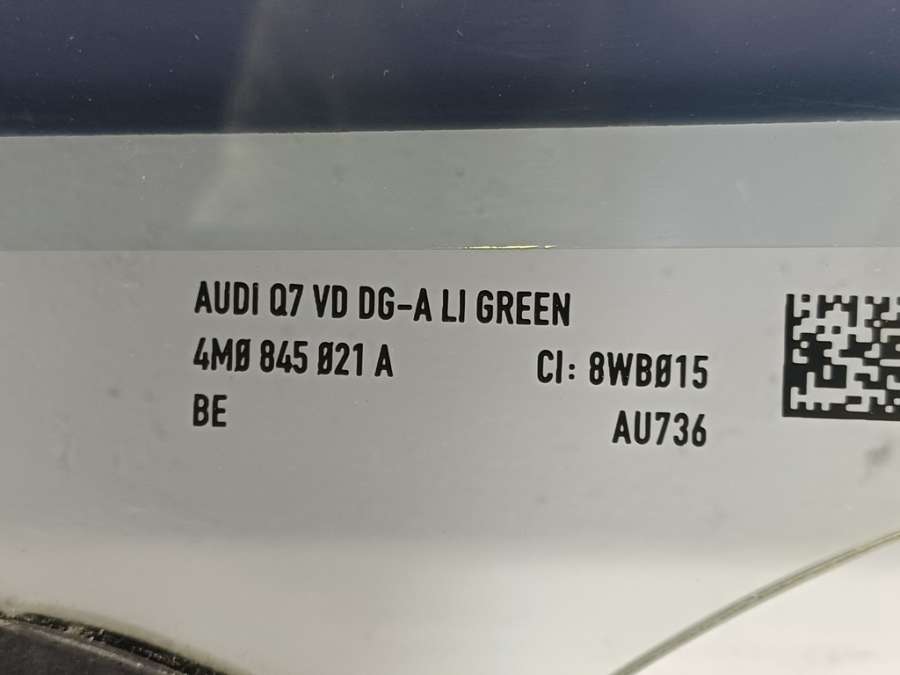 AUDI Q7 VD DG-A LI GREEN
4M0 845 021 A CI: 8WB015
BE AU736